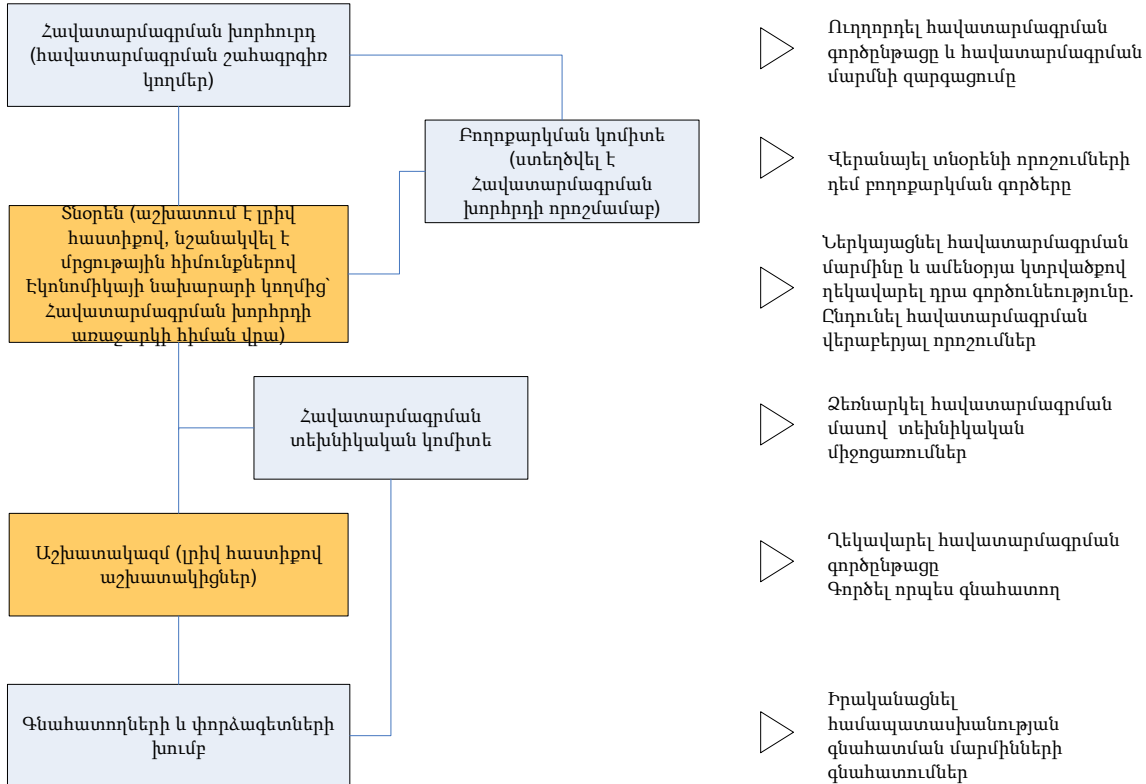 Հավատարմագրման խորհուրդ
(հավատարմագրման շահագրգիռ
կողմեր)
Ուղղորդել հավատարմագրման
գործընթացը և հավատարմագրման
մարմնի զարգացումը
Բողոքարկման կոմիտե
(ստեղծվել է
Հավատարմագրման
խորհրդի որոշմամաբ)
Վերանայել տնօրենի որոշումների
դեմ բողոքարկման գործերը
Տնօրեն (աշխատում է լրիվ
հաստիքով, նշանակվել է
մրցութային հիմունքներով
Էկոնոմիկայի նախարարի կողմից`
Հավատարմագրման խորհրդի
առաջարկի հիման վրա)
Ներկայացնել հավատարմագրման
մարմինը և ամենօրյա կտրվածքով
ղեկավարել դրա գործունեությունը.
Ընդունել հավատարմագրման
վերաբերյալ որոշումներ
Հավատարմագրման
տեխնիկական կոմիտե
Ձեռնարկել հավատարմագրման
մասով տեխնիկական
միջոցառումներ
Աշխատակազմ (լրիվ հաստիքով
աշխատակիցներ)
Ղեկավարել հավատարմագրման
գործընթացը
Գործել որպես գնահատող
Գնահատողների և փորձագետների
խումբ
Իրականացնել
համապատասխանության
գնահատման մարմինների
գնահատումներ